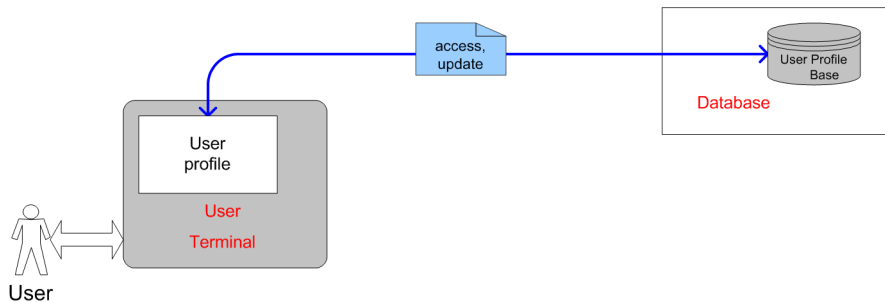 access,
update
User Profile
Base
Database
User
profile
User
Terminal
User